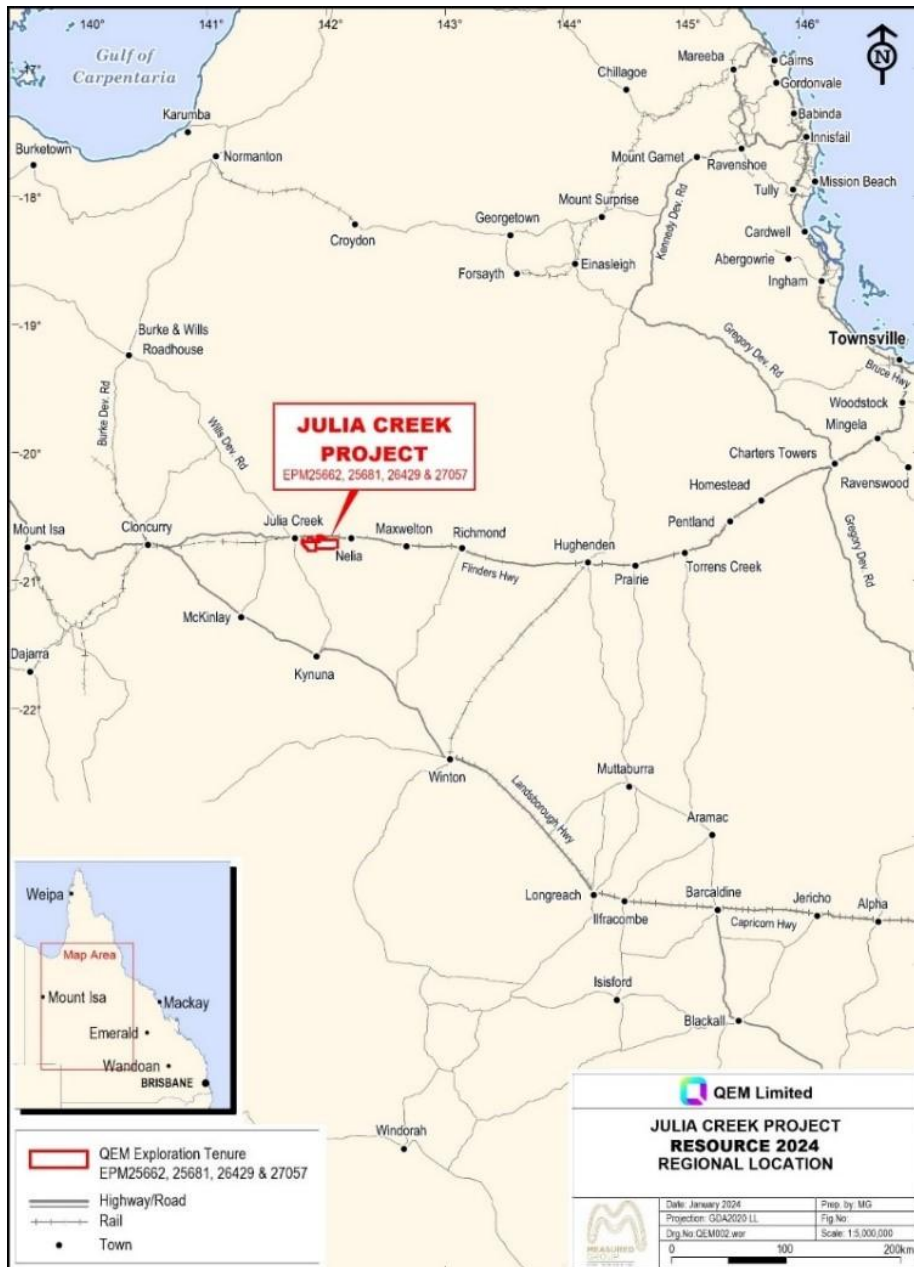 140°
141°
142°
143°
144°
145°
146°
N
Gulf of
Carpentaria
-17°
Mareeba
Cairns
Gordonvale
Chillagoe
Babinda
Karumba
Innisfail
Burketown
Normanton
Mount Garnet
Ravenshoe
-18°
Mount Surprise
Tully
Mission Beach
Kennedy Dev. Rd
Georgetown
Croydon
Cardwell
Forsayth
Einasleigh
Abergowrie
Ingham
-19°
Burke & Wills
Roadhouse
Gregory Dev. Rd
Townsville
Bruce Hwy
Burke Dev. Rd
Wills Dev. Rd
Woodstock
Mingela
JULIA CREEK
PROJECT
EPM25662, 25681, 26429 & 27057
-20°
Charters Towers
Homestead
Ravenswood
Mount Isa
Cloncurry
Julia Creek
Maxwelton
Richmond
Pentland
Nelia
Hughenden
Flinders Hwy
Prairie
Torrens Creek
Gregory Dev. Rd
-21°
McKinlay
Dajarra
Kynuna
-22°
Winton
Muttaburra
Landsborough Hwy
Aramac
Longreach
Ilfracombe
Barcaldine
Jericho
Alpha
Capricorn Hwy
Isisford
Blackall
Windorah
Weipa
Map Area
Mount Isa
Mackay
Emerald
Wandoan
BRISBANE
QEM Exploration Tenure
EPM25662, 25681, 26429 & 27057
Highway/Road
Rail
Town
QEM Limited
JULIA CREEK PROJECT
RESOURCE 2024
REGIONAL LOCATION
MEASURED
GROUP
Date: January 2024
Prep. by: MG
Projection: GDA2020 LL
Fig.No:
Drg.No:QEM002.wor
Scale: 1:5,000,000
0 100 200km